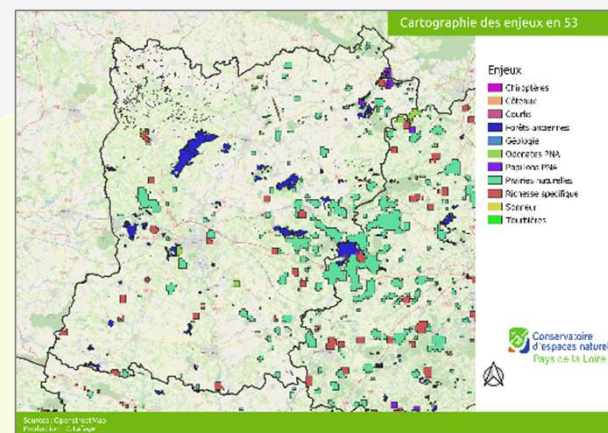 Cartographie des enjeux en 53
Enjeux
Chiroptères
Côteaux
Courlis
Forêts anciennes
Géologie
Odonates PNA
Papillons PNA
Prairies naturelles
Richesse spécifique
Sonneur
Tourbières
Conservatoire
d'espaces naturels
Pays de la Loire
Sources : OpenstreetMap
Production :